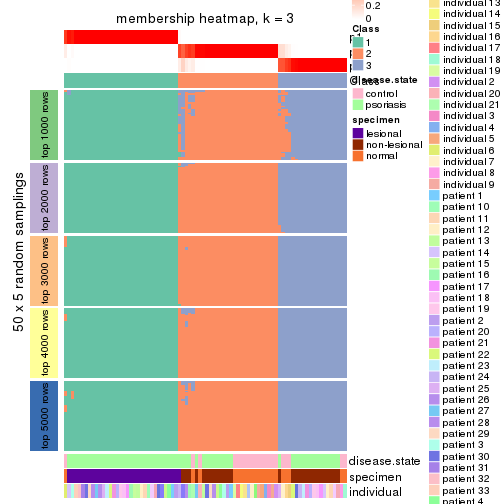 membership heatmap, k = 3
50 x 5 random samplings
top 1000 rows
top 2000 rows
top 3000 rows
top 4000 rows
top 5000 rows
disease.state
specimen
individual
0.2
0
Class
1
2
3
disease.state
control
psoriasis
specimen
lesional
non-lesional
normal
individual 13
individual 14
individual 15
individual 16
individual 17
individual 18
individual 19
individual 2
individual 20
individual 21
individual 3
individual 4
individual 5
individual 6
individual 7
individual 8
individual 9
patient 1
patient 10
patient 11
patient 12
patient 13
patient 14
patient 15
patient 16
patient 17
patient 18
patient 19
patient 2
patient 20
patient 21
patient 22
patient 23
patient 24
patient 25
patient 26
patient 27
patient 28
patient 29
patient 3
patient 30
patient 31
patient 32
patient 33
patient 4